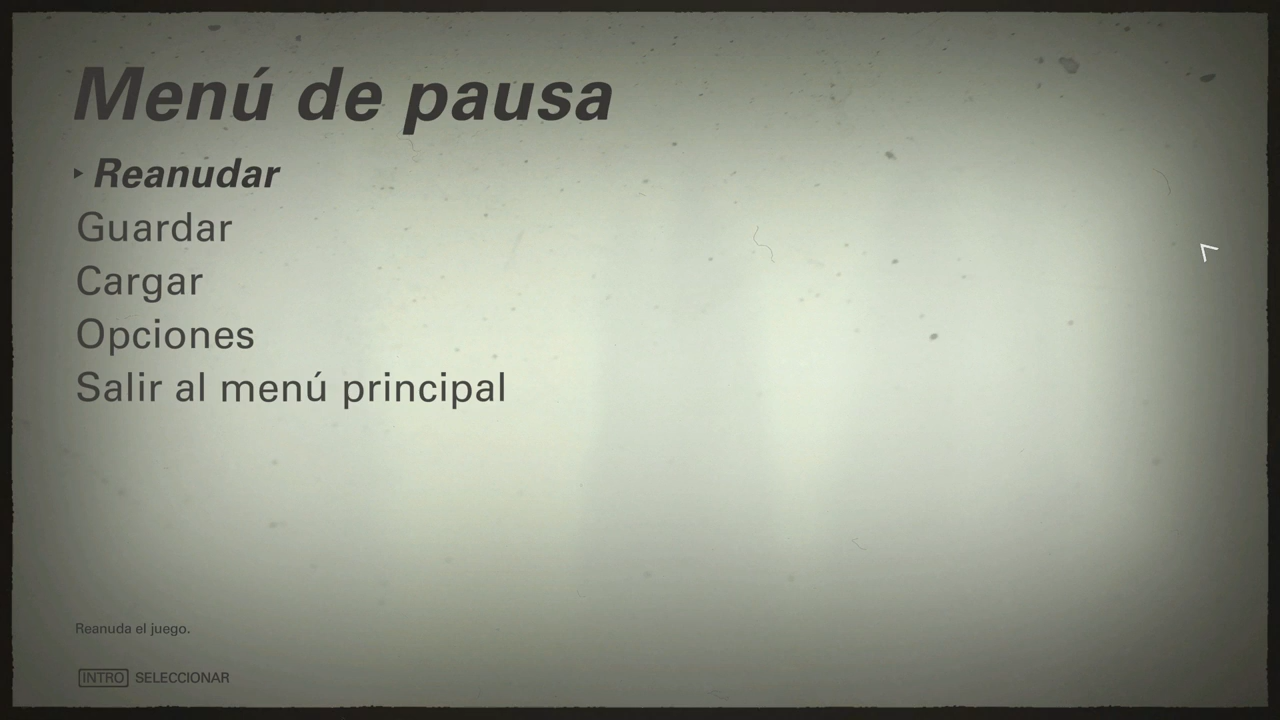 Menú de pausa
Reanudar
Guardar
Cargar
Opciones
Salir al menú principal
Reanuda el juego.
INTRO SELECCIONAR